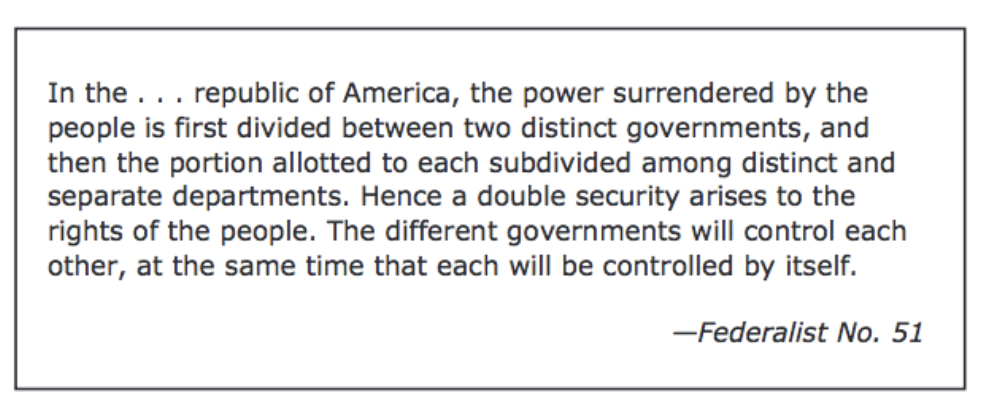 In the . . . republic of America, the power surrendered by the
people is first divided between two distinct governments, and
then the portion allotted to each subdivided among distinct and
separate departments. Hence a double security arises to the
rights of the people. The different governments will control each
other, at the same time that each will be controlled by itself.
—Federalist No. 51